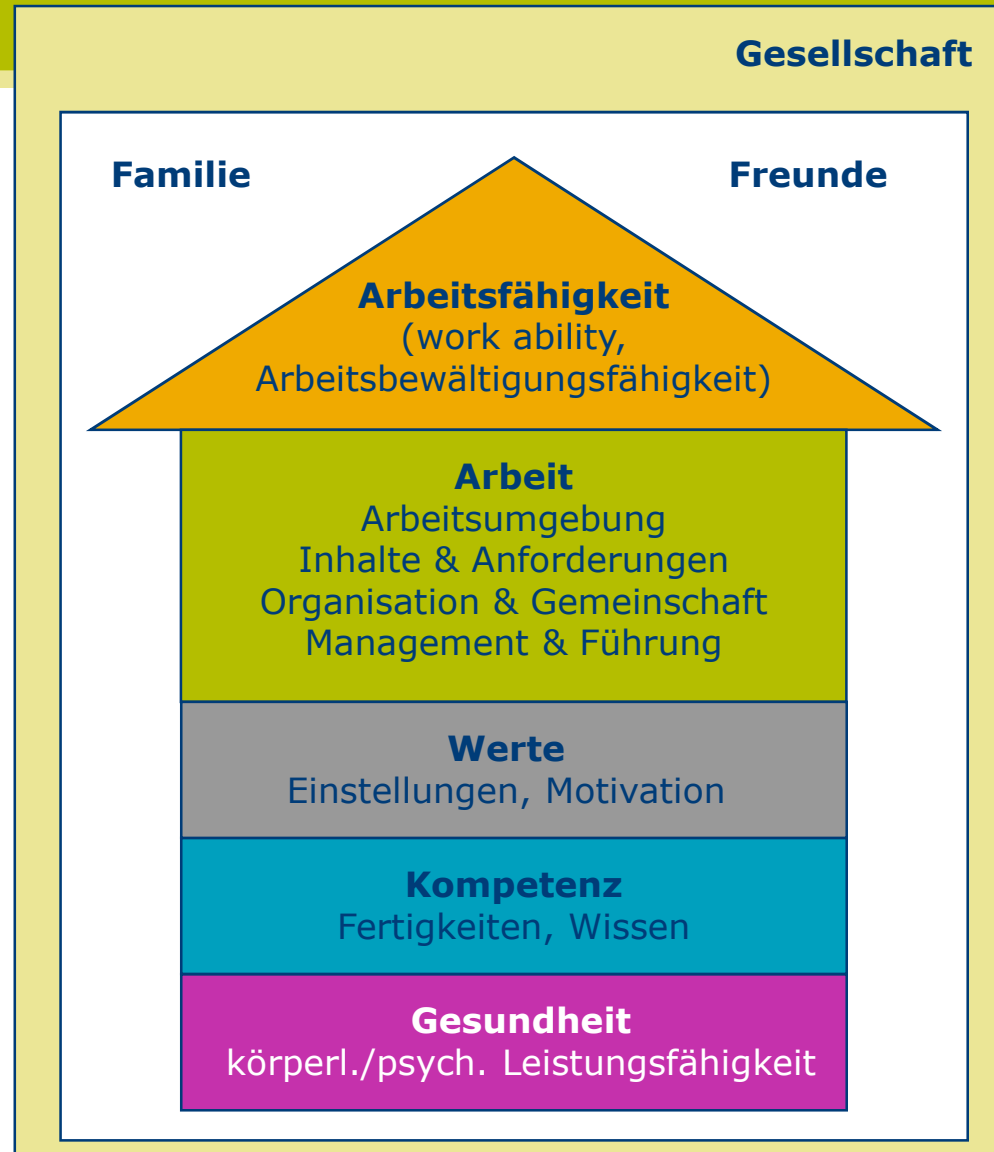 Gesellschaft
Familie
Freunde
Arbeitsfähigkeit
(work ability,
Arbeitsbewältigungsfähigkeit)
Arbeit
Arbeitsumgebung
Inhalte & Anforderungen
Organisation & Gemeinschaft
Management & Führung
Werte
Einstellungen, Motivation
Kompetenz
Fertigkeiten, Wissen
Gesundheit
körperl./psych. Leistungsfähigkeit